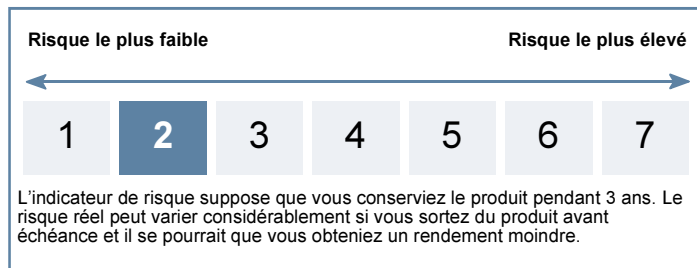 Risque le plus faible Risque le plus élevé
1 2 3 4 5 6 7
L'indicateur de risque suppose que vous conserviez le produit pendant 3 ans. Le
risque réel peut varier considérablement si vous sortez du produit avant
échéance et il se pourrait que vous obteniez un rendement moindre.